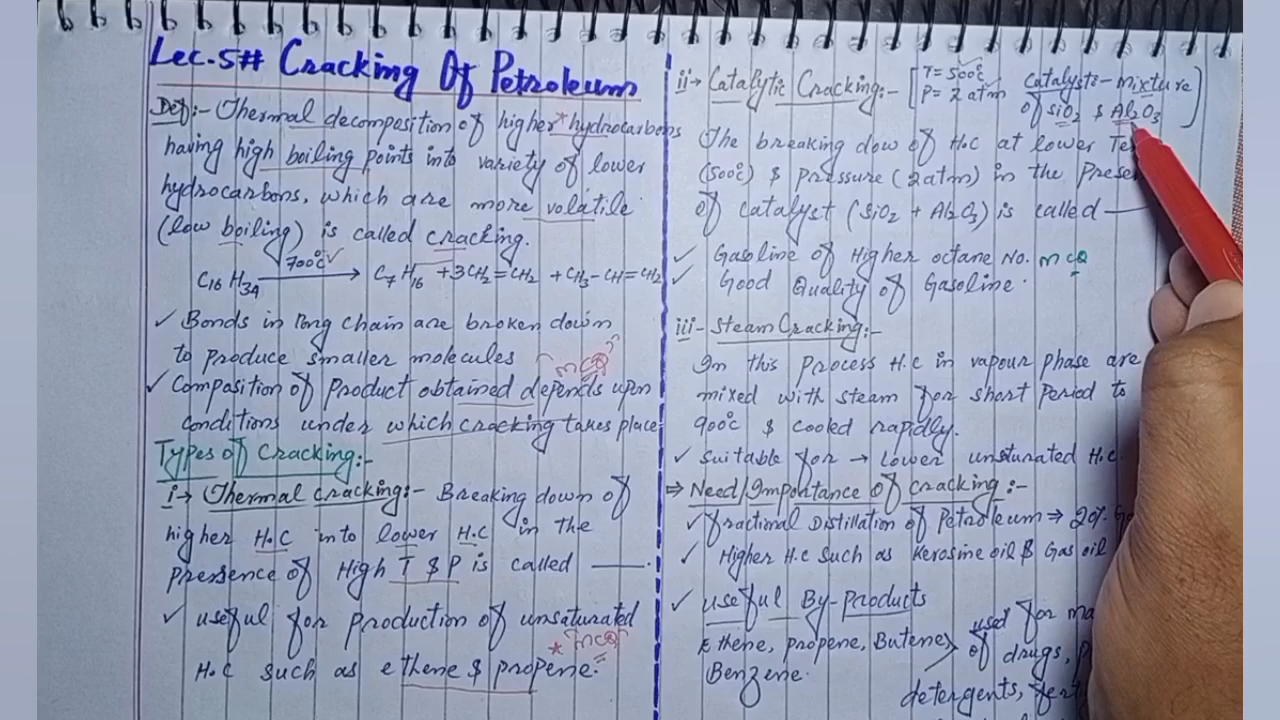 Lec.5# Cracking Of Petroleum
Def:- Thermal decomposition of higher * hydrocarbons
having high boiling points into variety of lower
hydrocarbons, which are more volatile
(low boiling) is called cracking.
C16 H34 700°C → C7 H16 + 3CH2=CH2 + CH3-CH=CH2
✓ Bonds in long chain are broken down
to produce smaller molecules
mcQ
✓ Composition of Product obtained depends upon
conditions under which cracking takes place
Types of Cracking:-
i → Thermal cracking:- Breaking down of
higher H.C into lower H.C in the
Pressence of High T & P is called ——.
✓ useful for production of unsaturated
* mcQ
H.C such as ethene & propene.
ii → Catalytic Cracking:- [T = 500°C
P = 2 atm
Catalysts - mixture
of SiO2 & Al2O3]
The breaking dow of H.C at lower Te
(500°C) & Pressure (2atm) in the Prese
of Catalyst (SiO2 + Al2O3) is called ——
✓ Gasoline of Higher octane No. mcQ
✓ Good Quality of Gasoline.
iii - Steam Cracking:-
In this process H.C in vapour phase are
mixed with steam for short Period to
900°C & cooked rapidly.
✓ Suitable for → Lower unsturated H.C.
⇒ Need/Importance Of cracking:-
✓ fractional Distillation of Petroleum ⇒ 20%
✓ Higher H.C Such as Kerosine oil & Gas oil
✓ useful By-Products
Ethene, propene, Butene, Benzene.
used for ma
of drugs, p
detergents, fert